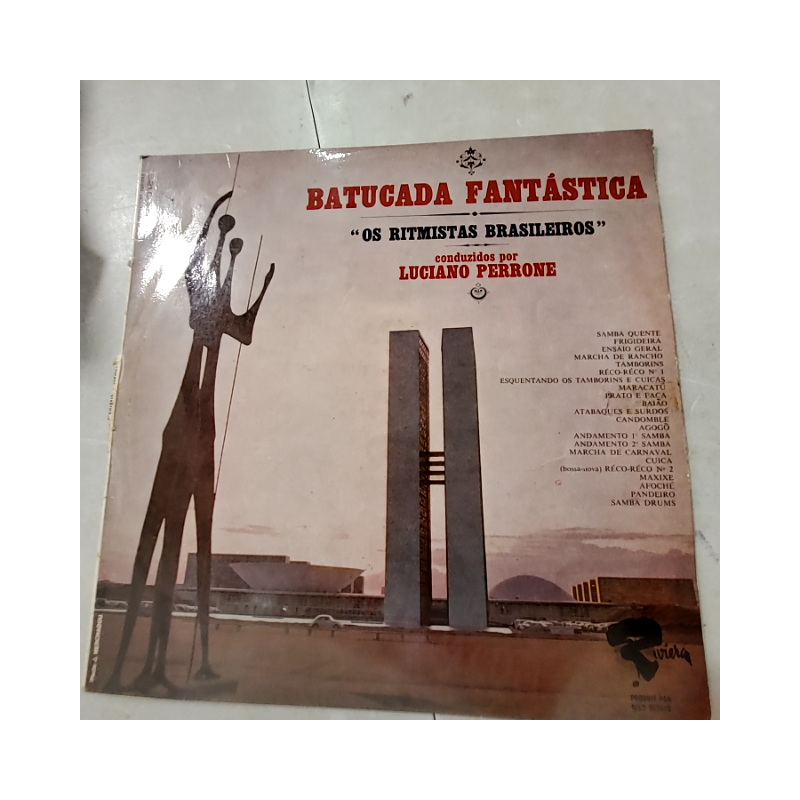 BATUCADA FANTÁSTICA
“OS RITMISTAS BRASILEIROS”
conduzidos por
LUCIANO PERRONE
SAMBA QUENTE
FRIGIDEIRA
ENSAIO GERAL
MARCHA DE RANCHO
TAMBORINS
RÉCO-RÉCO Nº 1
ESQUENTANDO OS TAMBORINS E CUICAS
MARACATÚ
PRATO E FACA
BAIÃO
ATABAQUES E SURDOS
CANDOMBLE
AGOGÔ
ANDAMENTO 1º SAMBA
ANDAMENTO 2º SAMBA
MARCHA DE CARNAVAL
CUICA
(bossa-nova) RÉCO-RÉCO Nº 2
MAXIXE
AFOCHÉ
PANDEIRO
SAMBA DRUMS
Riviera